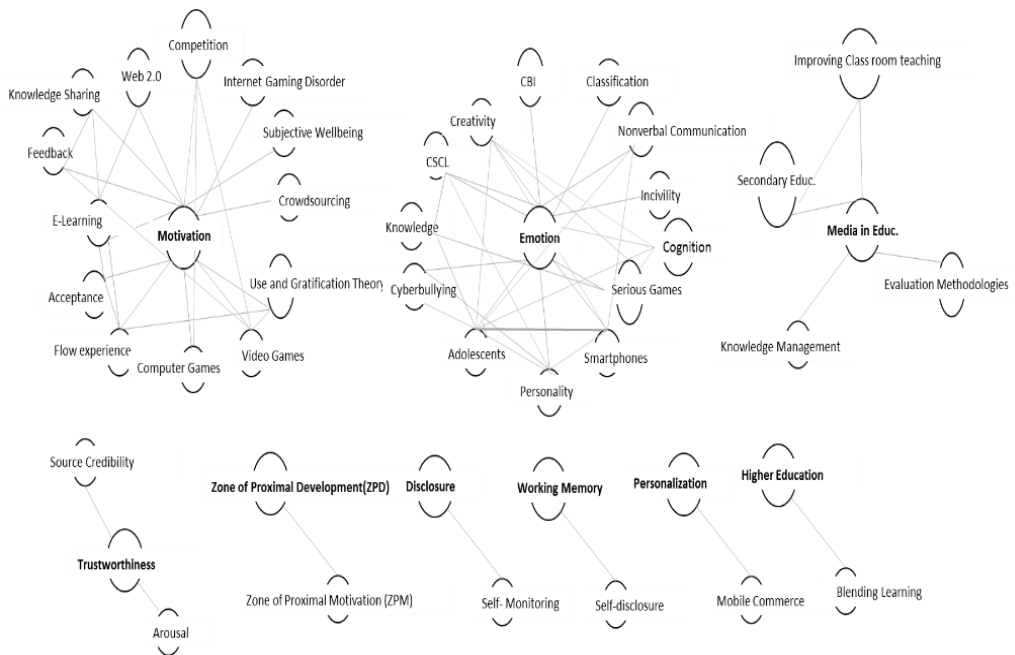 Competition
Web 2.0
Internet Gaming Disorder
Knowledge Sharing
Subjective Wellbeing
Feedback
Crowdsourcing
E-Learning
Motivation
Use and Gratification Theory
Acceptance
Flow experience
Computer Games
Video Games
CBI
Classification
Creativity
Nonverbal Communication
CSCL
Incivility
Knowledge
Emotion
Cognition
Cyberbullying
Serious Games
Adolescents
Smartphones
Personality
Improving Class room teaching
Secondary Educ.
Media in Educ.
Evaluation Methodologies
Knowledge Management
Source Credibility
Trustworthiness
Arousal
Zone of Proximal Development(ZPD)
Zone of Proximal Motivation (ZPM)
Disclosure
Self- Monitoring
Working Memory
Self-disclosure
Personalization
Mobile Commerce
Higher Education
Blending Learning